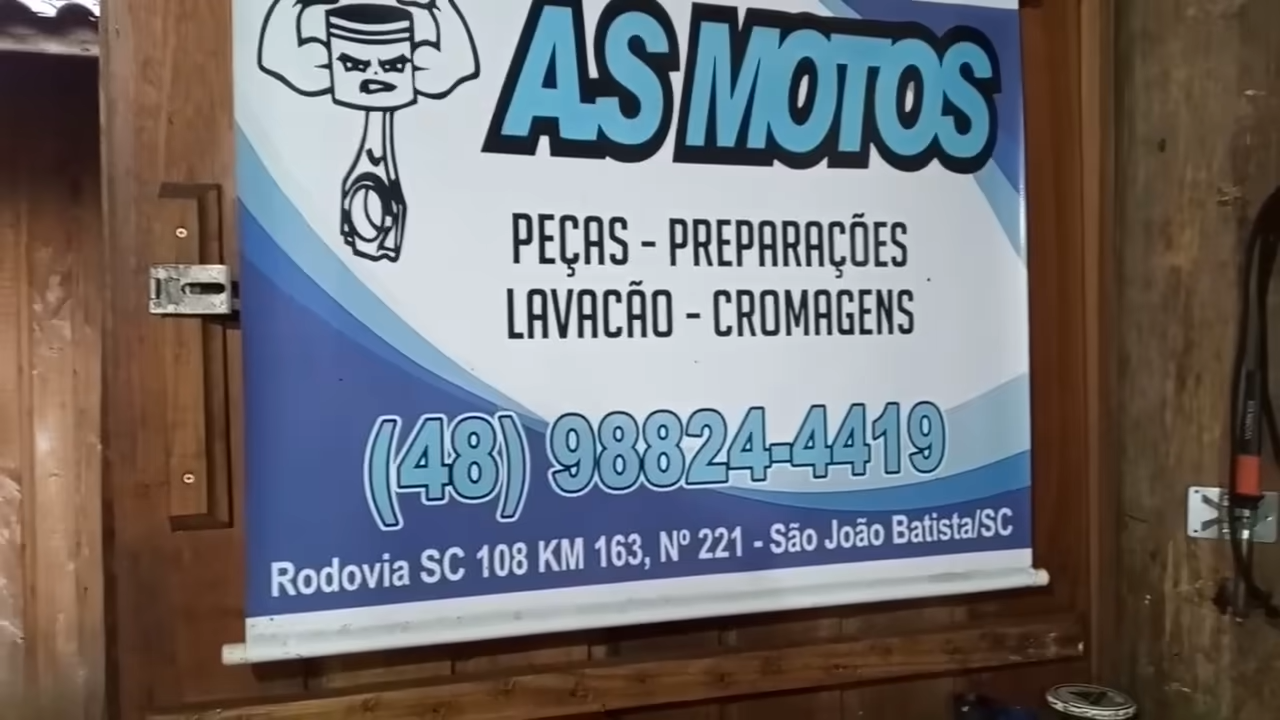 A.S MOTOS
PEÇAS - PREPARAÇÕES
LAVACÃO - CROMAGENS
(48) 98824-4419
Rodovia SC 108 KM 163, Nº 221 - São João Batista/SC